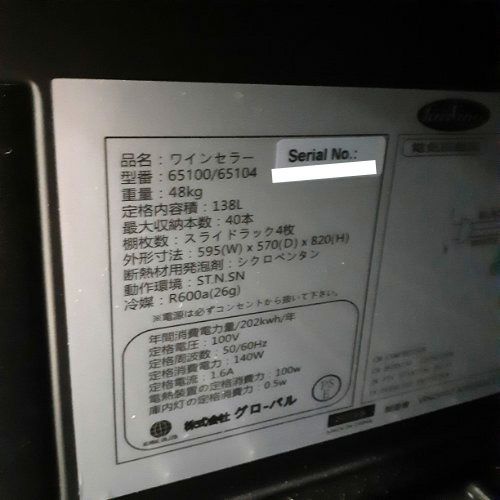 品名：ワインセラー
Serial No.:
型番：65100/65104
重量：48kg
定格内容積：138L
最大収納本数：40本
棚枚数：スライドラック4枚
外形寸法：595(W) x 570(D) x 820(H)
断熱材用発泡剤：シクロペンタン
動作環境：ST.N.SN
冷媒：R600a(26g)
※電源は必ずコンセントから抜いて下さい。
年間消費電力量/202kwh/年
定格電圧：100V
定格周波数：50/60Hz
定格消費電力：140W
定格電流：1.6A
電熱装置の定格消費力：100w
庫内灯の定格消費力：0.5w
PS
E
株式会社 グローバル